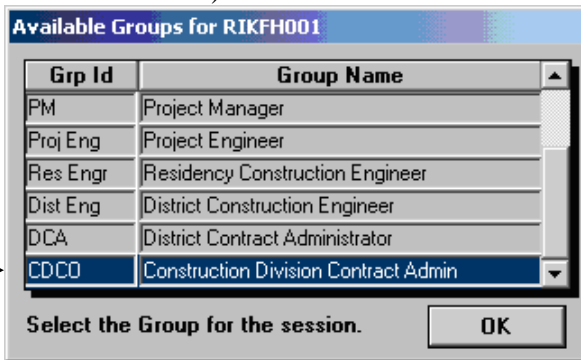 Available Groups for RIKFH001
Grp Id Group Name
PM Project Manager
Proj Eng Project Engineer
Res Engr Residency Construction Engineer
Dist Eng District Construction Engineer
DCA District Contract Administrator
CDCO Construction Division Contract Admin
Select the Group for the session. OK